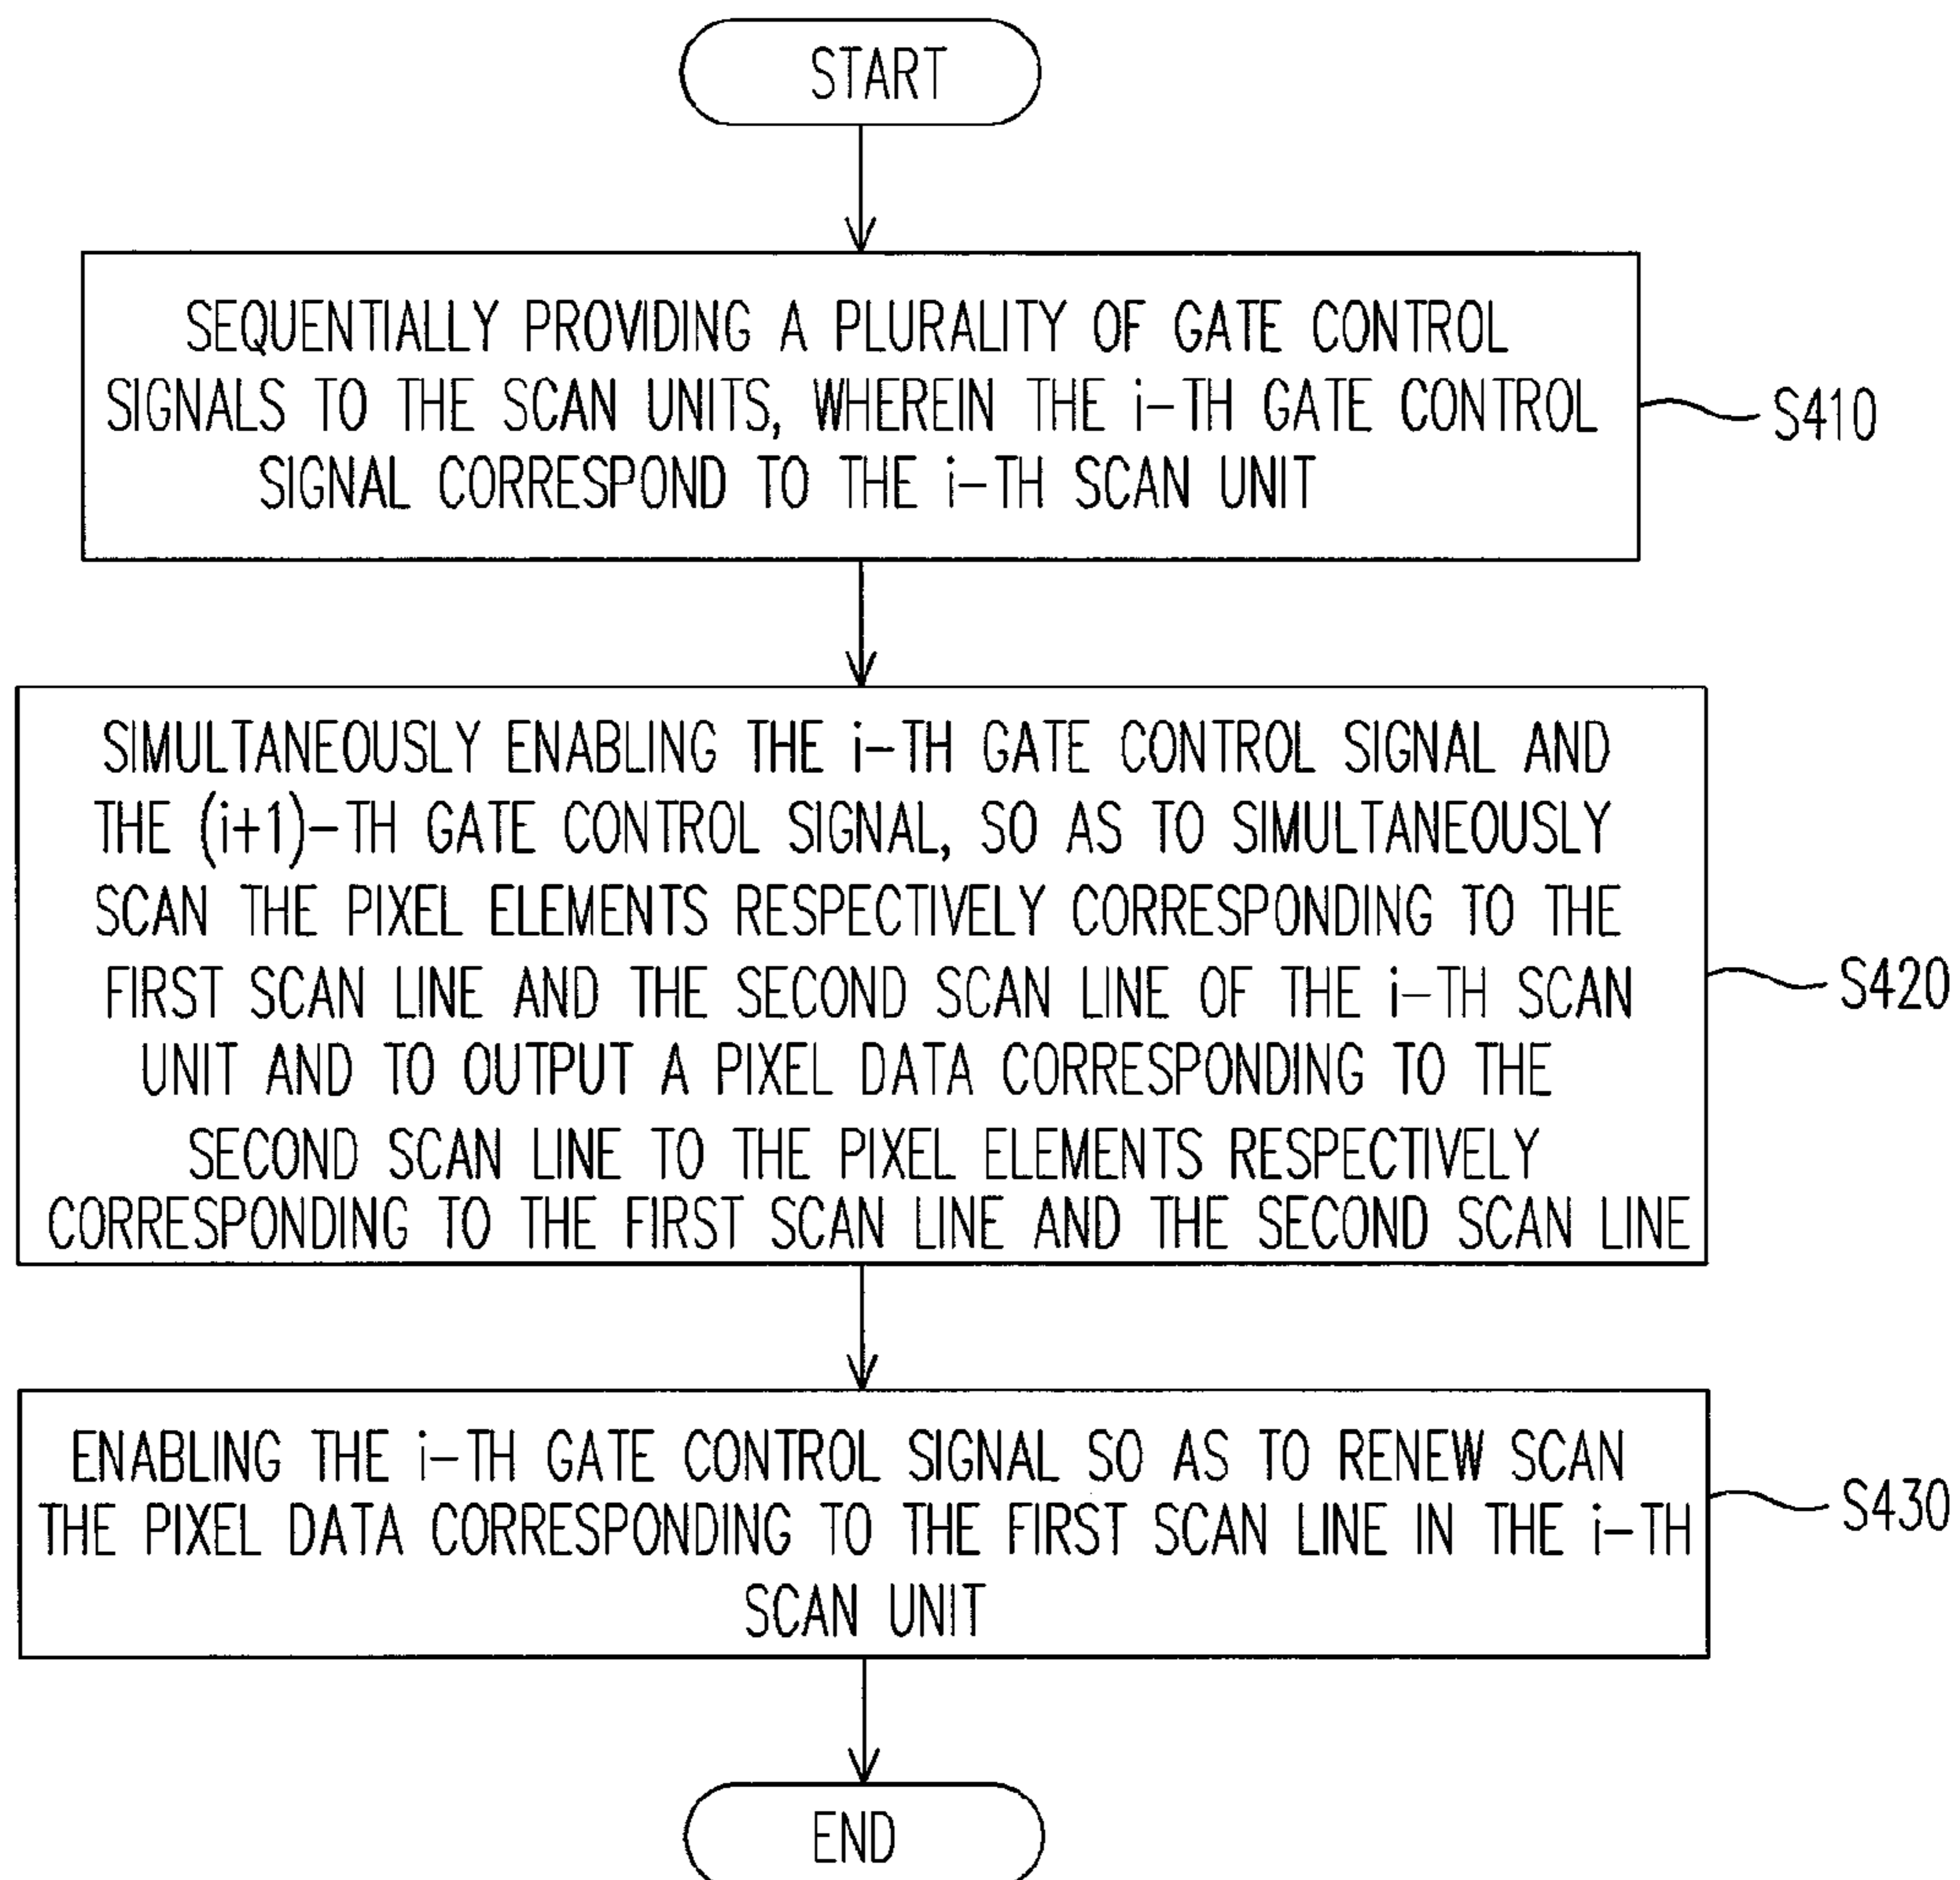 START
SEQUENTIALLY PROVIDING A PLURALITY OF GATE CONTROL
SIGNALS TO THE SCAN UNITS, WHEREIN THE i-TH GATE CONTROL
SIGNAL CORRESPOND TO THE i-TH SCAN UNIT
S410
SIMULTANEOUSLY ENABLING THE i-TH GATE CONTROL SIGNAL AND
THE (i+1)-TH GATE CONTROL SIGNAL, SO AS TO SIMULTANEOUSLY
SCAN THE PIXEL ELEMENTS RESPECTIVELY CORRESPONDING TO THE
FIRST SCAN LINE AND THE SECOND SCAN LINE OF THE i-TH SCAN
UNIT AND TO OUTPUT A PIXEL DATA CORRESPONDING TO THE
SECOND SCAN LINE TO THE PIXEL ELEMENTS RESPECTIVELY
CORRESPONDING TO THE FIRST SCAN LINE AND THE SECOND SCAN LINE
S420
ENABLING THE i-TH GATE CONTROL SIGNAL SO AS TO RENEW SCAN
THE PIXEL DATA CORRESPONDING TO THE FIRST SCAN LINE IN THE i-TH
SCAN UNIT
S430
END